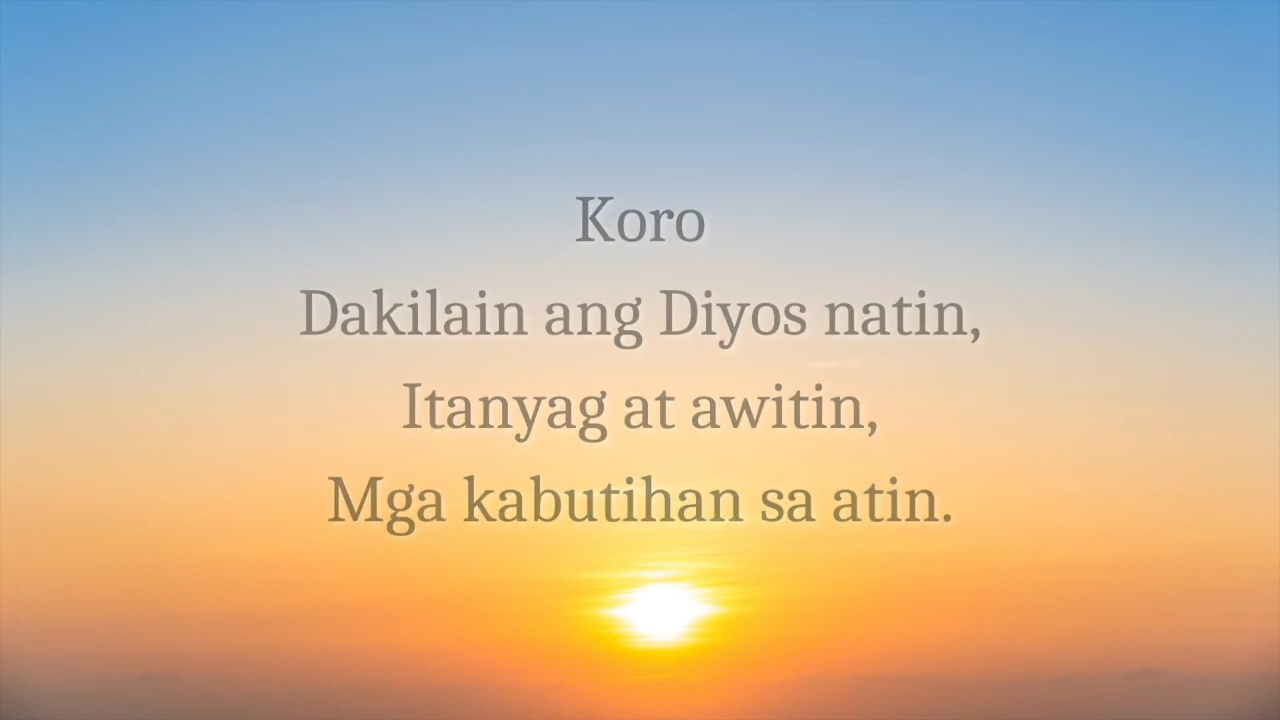 Koro
Dakilain ang Diyos natin,
Itanyag at awitin,
Mga kabutihan sa atin.